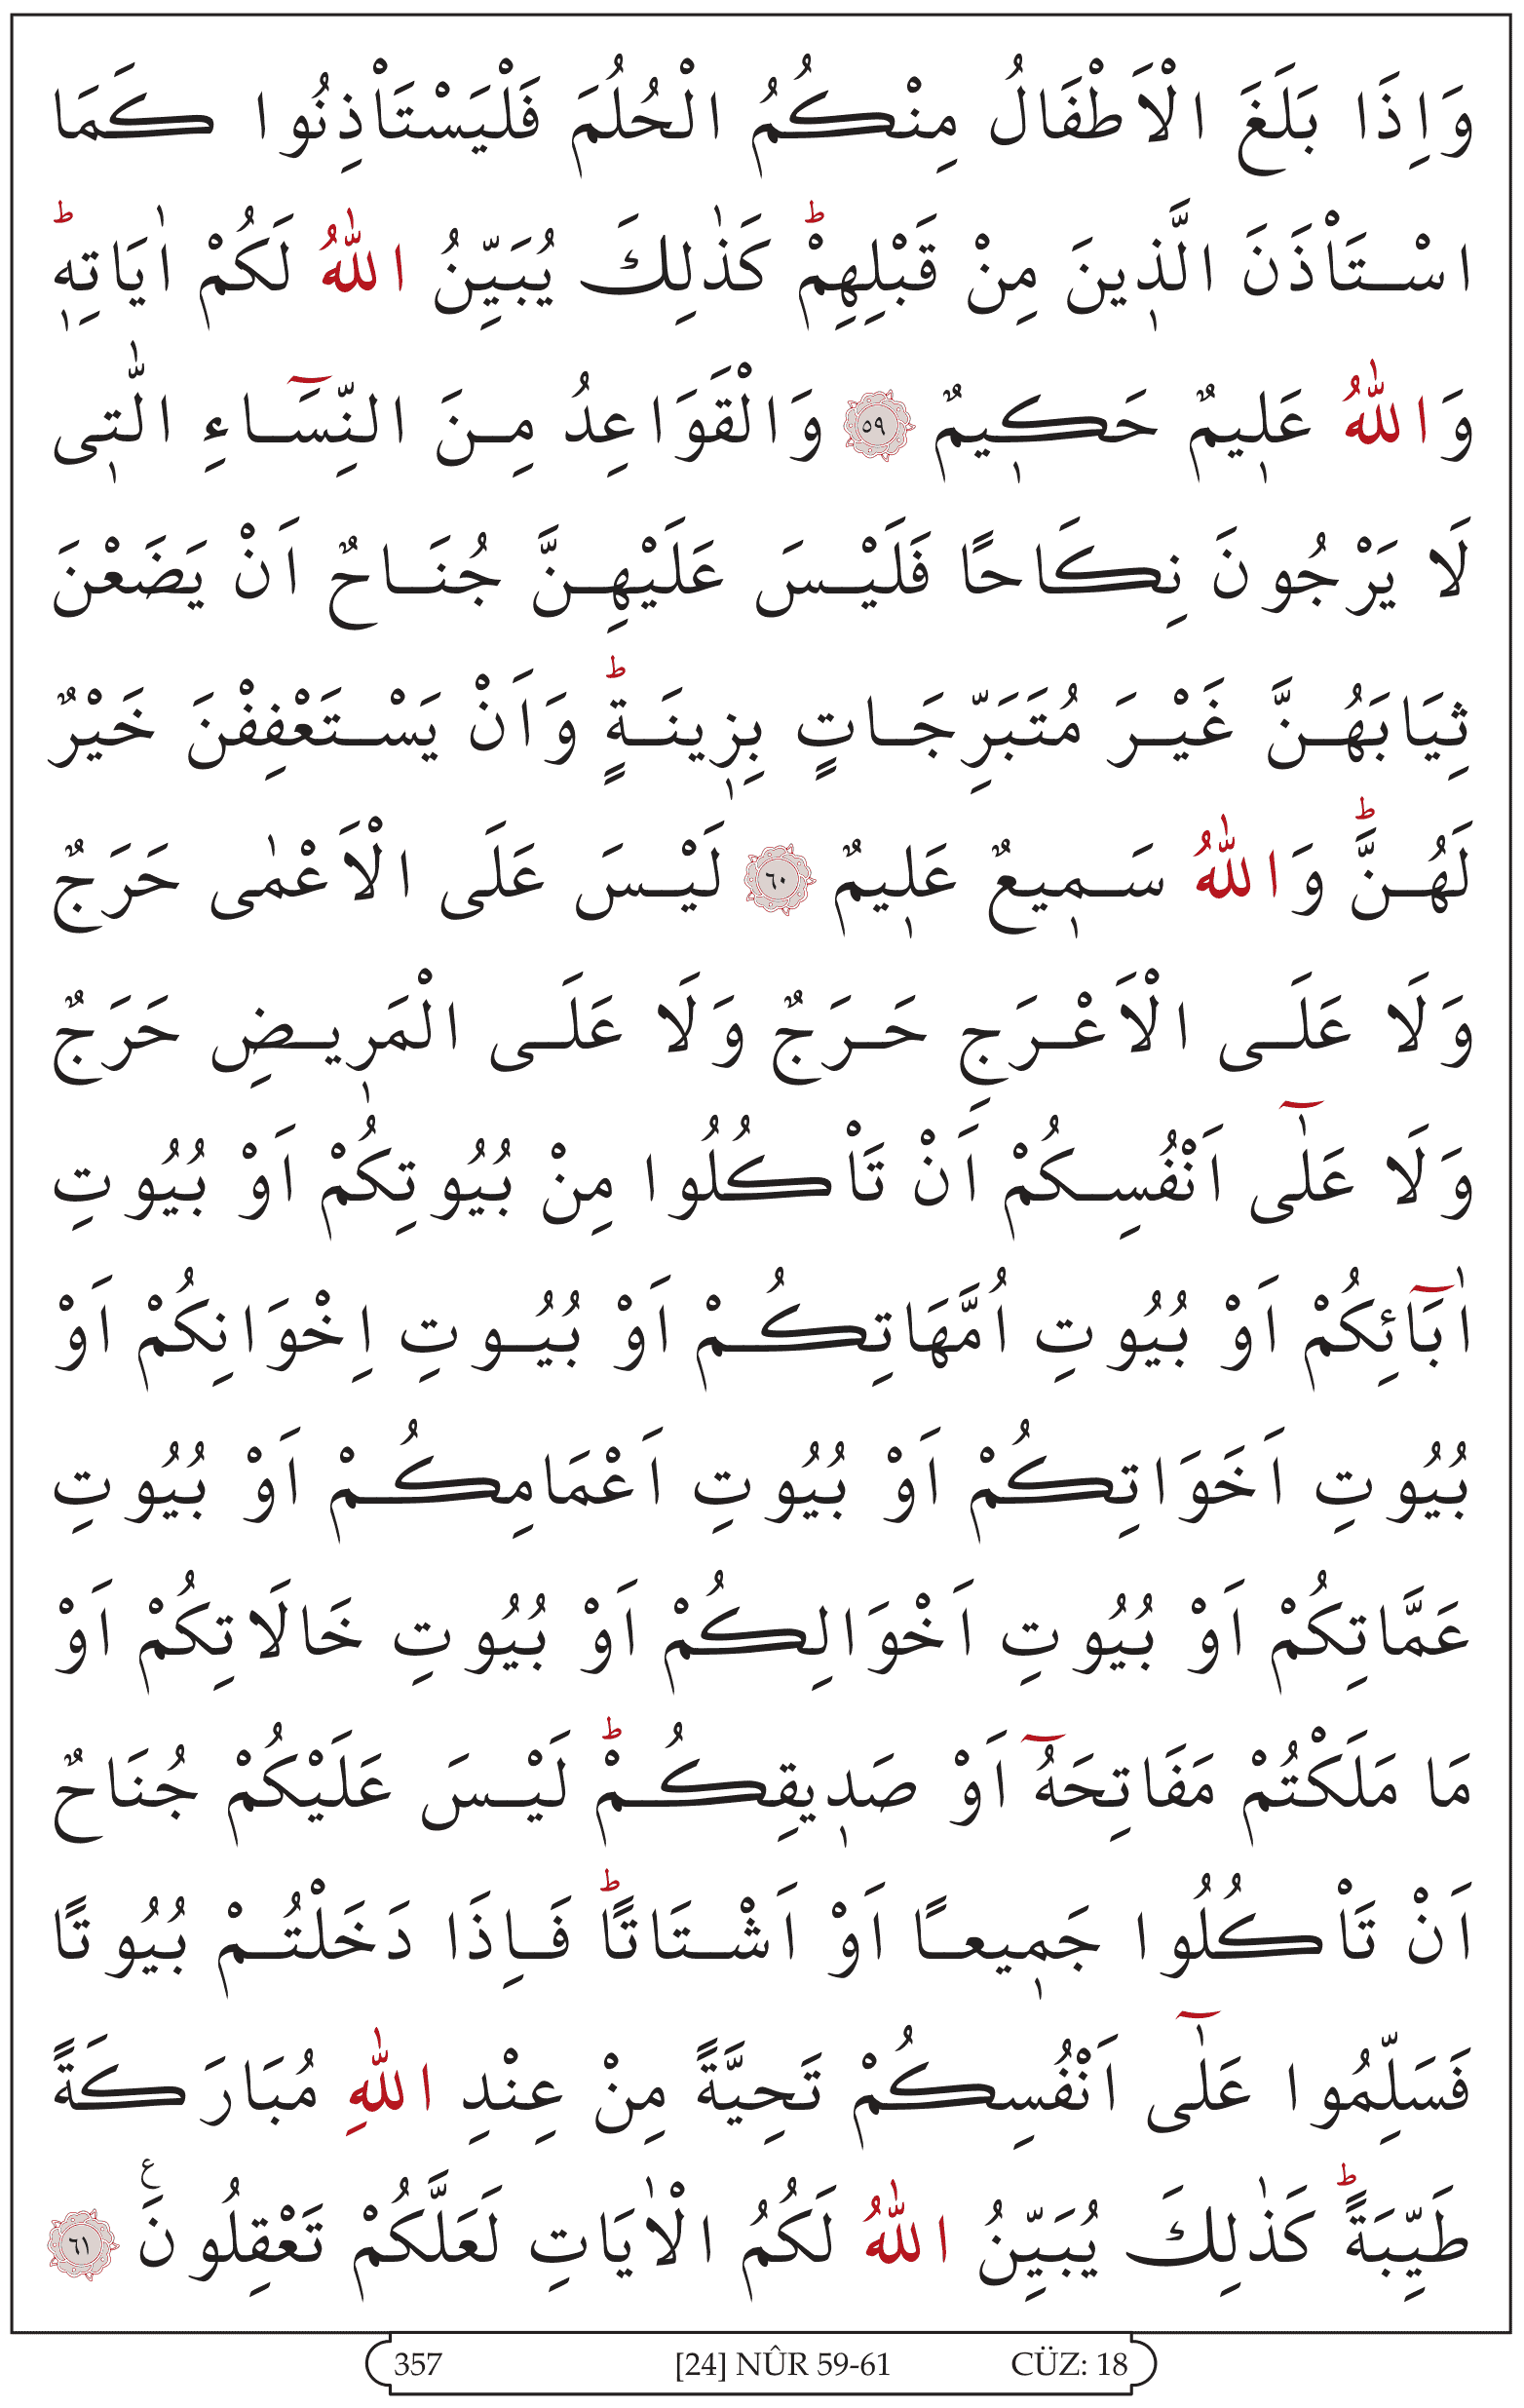 وَاِذَا بَلَغَ الْاَطْفَالُ مِنْكُمُ الْحُلُمَ فَلْيَسْتَأْذِنُوا كَمَا
اسْتَأْذَنَ الَّذ۪ينَ مِنْ قَبْلِهِمْۜ كَذٰلِكَ يُبَيِّنُ اللّٰهُ لَكُمْ اٰيَاتِه۪ۜ
وَاللّٰهُ عَل۪يمٌ حَك۪يمٌ ﴿٥٩﴾ وَالْقَوَاعِدُ مِنَ النِّسَٓاءِ الّٰت۪ى
لَا يَرْجُونَ نِكَاحًا فَلَيْسَ عَلَيْهِنَّ جُنَاحٌ اَنْ يَضَعْنَ
ثِيَابَهُنَّ غَيْرَ مُتَبَرِّجَاتٍ بِز۪ينَةٍۜ وَاَنْ يَسْتَعْفِفْنَ خَيْرٌ
لَهُنَّۜ وَاللّٰهُ سَم۪يعٌ عَل۪يمٌ ﴿٦٠﴾ لَيْسَ عَلَى الْاَعْمٰى حَرَجٌ
وَلَا عَلَى الْاَعْرَجِ حَرَجٌ وَلَا عَلَى الْمَر۪يضِ حَرَجٌ
وَلَا عَلٰٓى اَنْفُسِكُمْ اَنْ تَأْكُلُوا مِنْ بُيُوتِكُمْ اَوْ بُيُوتِ
اٰبَٓائِكُمْ اَوْ بُيُوتِ اُمَّهَاتِكُمْ اَوْ بُيُوتِ اِخْوَانِكُمْ اَوْ
بُيُوتِ اَخَوَاتِكُمْ اَوْ بُيُوتِ اَعْمَامِكُمْ اَوْ بُيُوتِ
عَمَّاتِكُمْ اَوْ بُيُوتِ اَخْوَالِكُمْ اَوْ بُيُوتِ خَالَاتِكُمْ اَوْ
مَا مَلَكْتُمْ مَفَاتِحَهُٓ اَوْ صَد۪يقِكُمْۜ لَيْسَ عَلَيْكُمْ جُنَاحٌ
اَنْ تَأْكُلُوا جَم۪يعًا اَوْ اَشْتَاتًاۜ فَاِذَا دَخَلْتُمْ بُيُوتًا
فَسَلِّمُوا عَلٰٓى اَنْفُسِكُمْ تَحِيَّةً مِنْ عِنْدِ اللّٰهِ مُبَارَكَةً
طَيِّبَةًۜ كَذٰلِكَ يُبَيِّنُ اللّٰهُ لَكُمُ الْاٰيَاتِ لَعَلَّكُمْ تَعْقِلُونَ۟ ع ﴿٦١﴾
357 [24] NÛR 59-61 CÜZ: 18